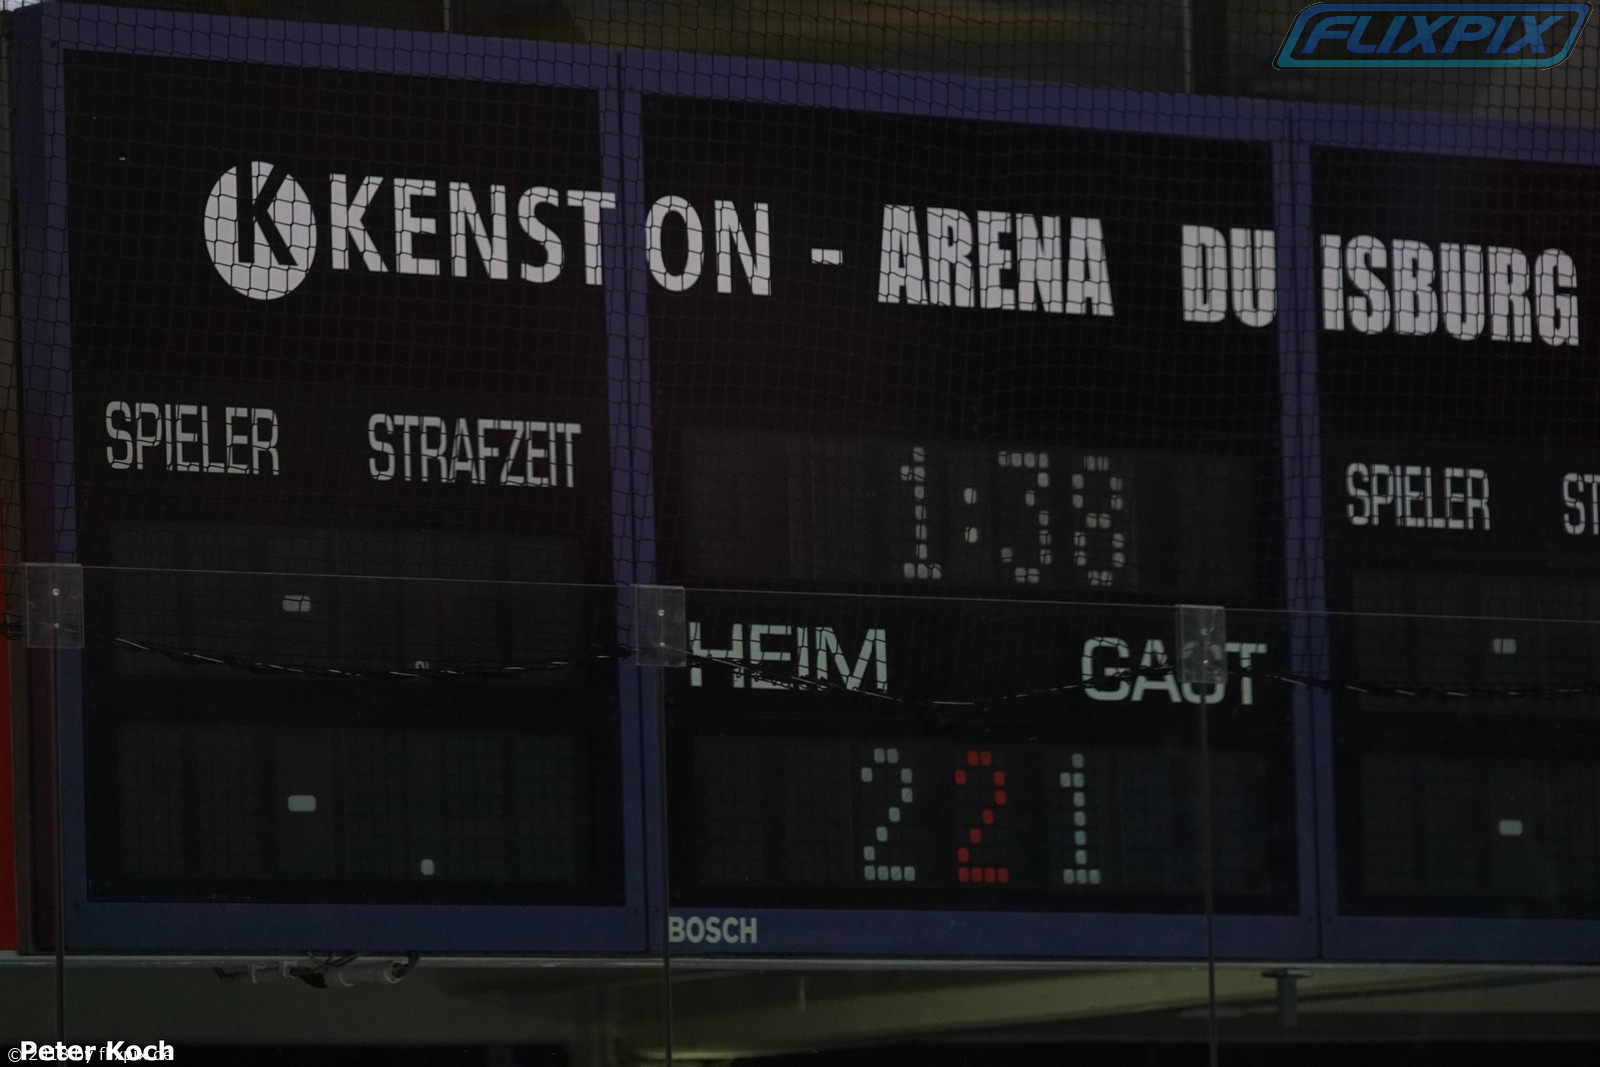 FLIXPIX
KENSTON - ARENA DUISBURG
SPIELER STRAFZEIT
SPIELER
1:38
HEIM GAST
2 2 1
BOSCH
Peter Koch